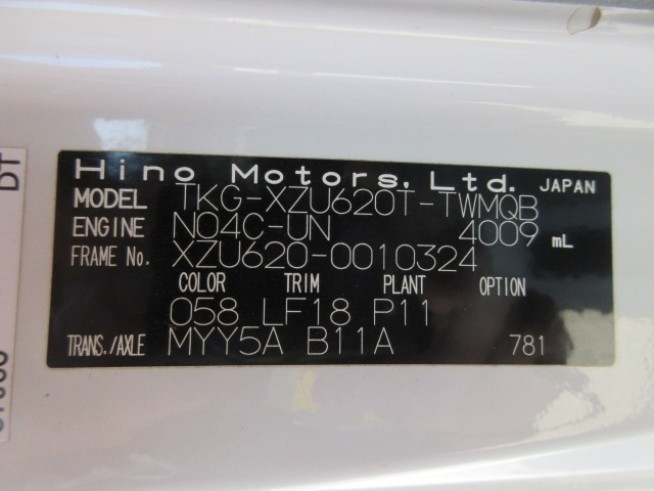 Hino Motors, Ltd. JAPAN
MODEL TKG-XZU620T-TWMQB
ENGINE N04C-UN 4009 mL
FRAME No. XZU620-0010324
COLOR TRIM PLANT OPTION
058 LF18 P11
TRANS./AXLE MYY5A B11A 781
DT